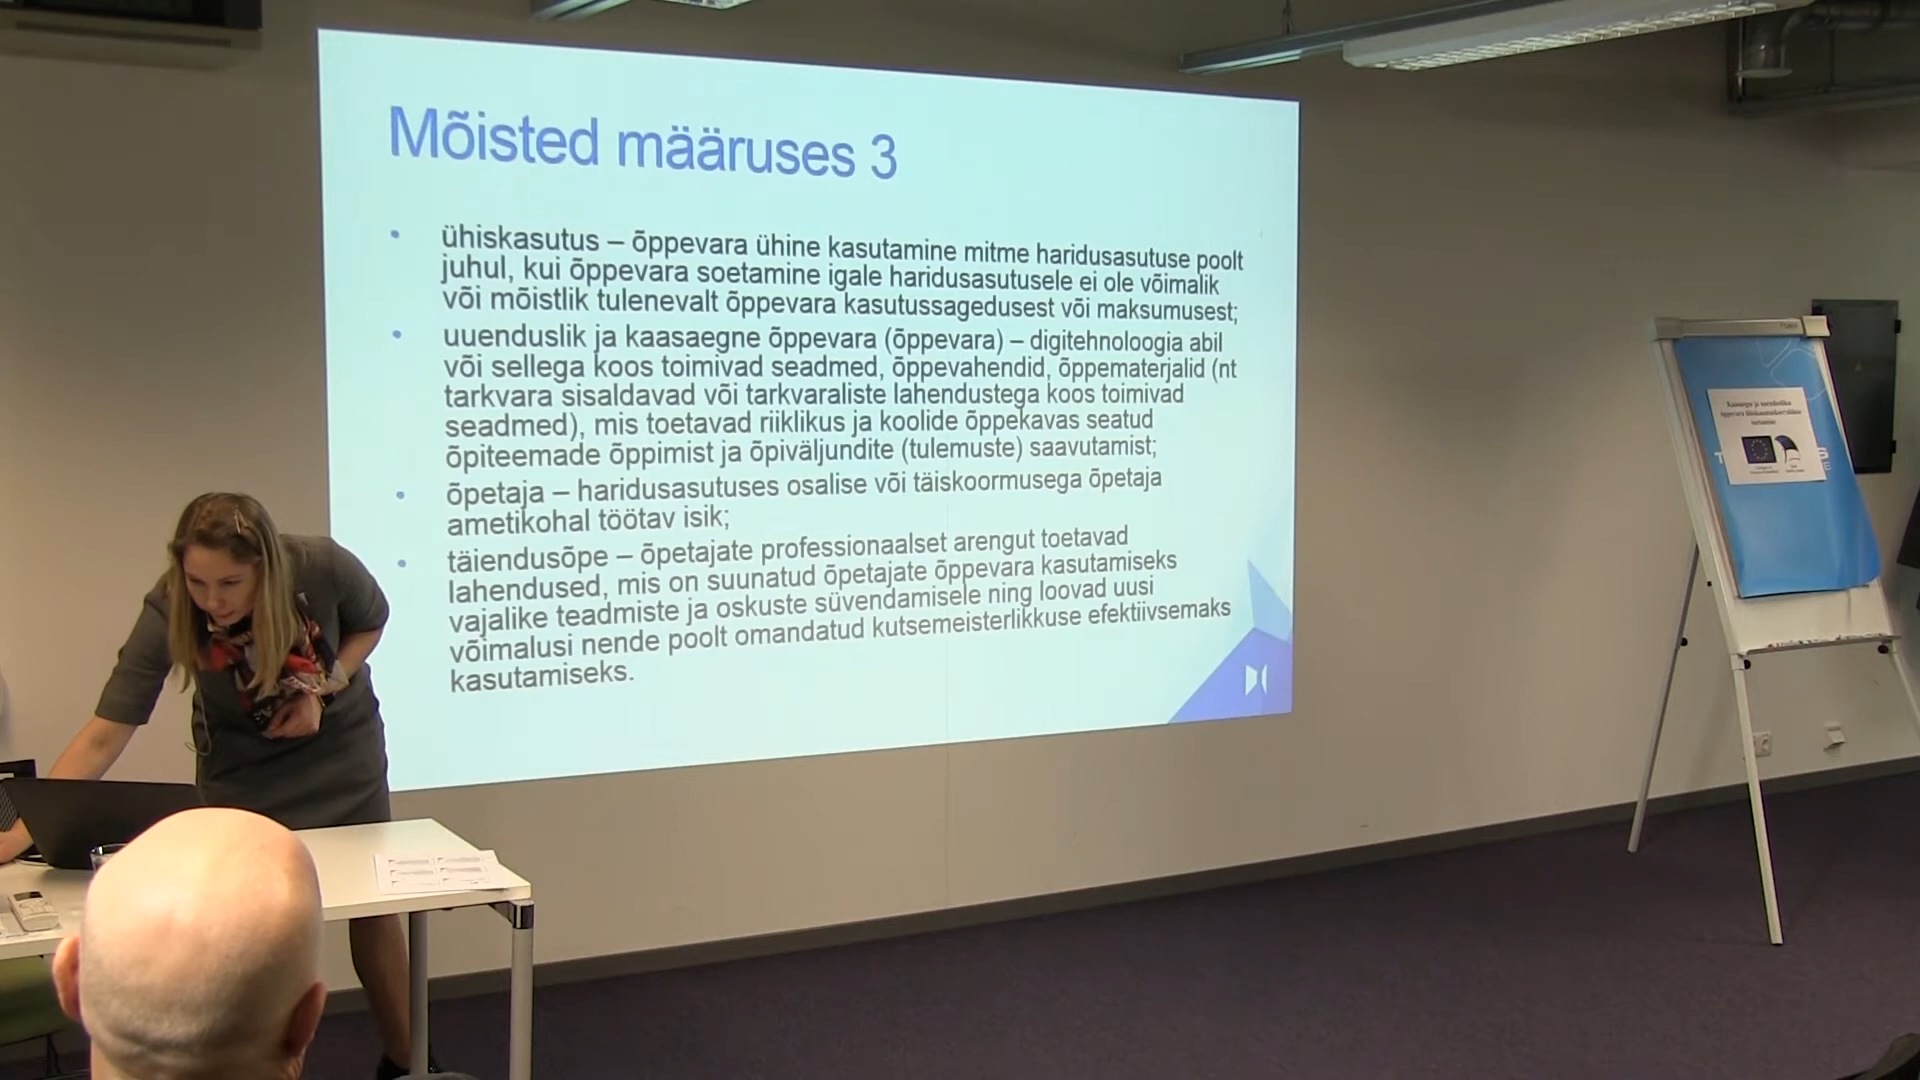 Mõisted määruses 3
• ühiskasutus – õppevara ühine kasutamine mitme haridusasutuse poolt
juhul, kui õppevara soetamine igale haridusasutusele ei ole võimalik
või mõistlik tulenevalt õppevara kasutussagedusest või maksumusest;
• uuenduslik ja kaasaegne õppevara (õppevara) – digitehnoloogia abil
või sellega koos toimivad seadmed, õppevahendid, õppematerjalid (nt
tarkvara sisaldavad või tarkvaraliste lahendustega koos toimivad
seadmed), mis toetavad riiklikus ja koolide õppekavas seatud
õpiteemade õppimist ja õpiväljundite (tulemuste) saavutamist;
• õpetaja – haridusasutuses osalise või täiskoormusega õpetaja
ametikohal töötav isik;
• täiendusõpe – õpetajate professionaalset arengut toetavad
lahendused, mis on suunatud õpetajate õppevara kasutamiseks
vajalike teadmiste ja oskuste süvendamisele ning loovad uusi
võimalusi nende poolt omandatud kutsemeisterlikkuse efektiivsemaks
kasutamiseks.
Kaasaegse ja uuendusliku